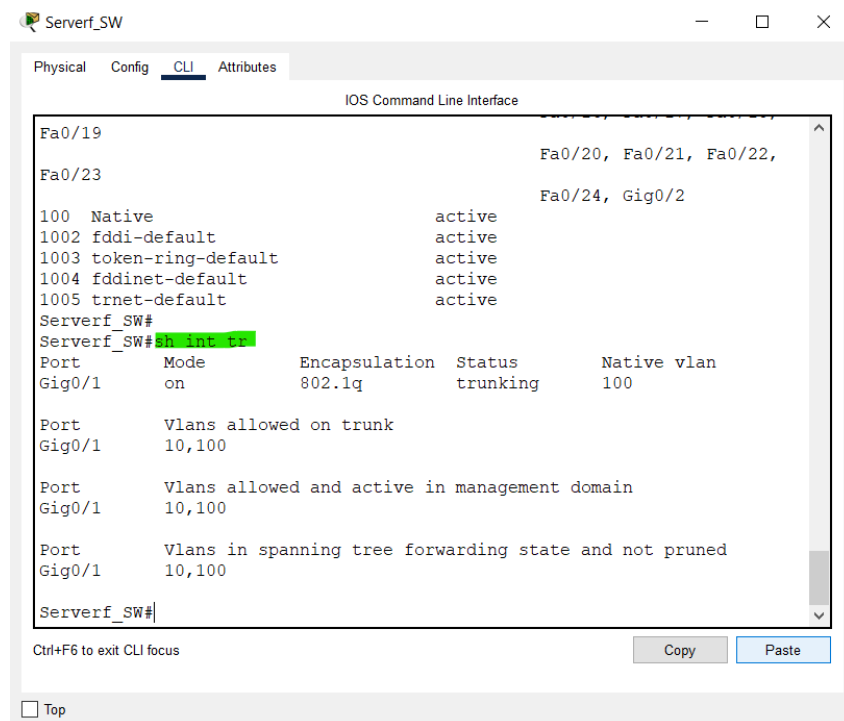 Serverf_SW
Physical Config CLI Attributes
IOS Command Line Interface
Fa0/19
Fa0/20, Fa0/21, Fa0/22,
Fa0/23
Fa0/24, Gig0/2
100 Native active
1002 fddi-default active
1003 token-ring-default active
1004 fddinet-default active
1005 trnet-default active
Serverf_SW#
Serverf_SW#sh int tr
Port Mode Encapsulation Status Native vlan
Gig0/1 on 802.1q trunking 100
Port Vlans allowed on trunk
Gig0/1 10,100
Port Vlans allowed and active in management domain
Gig0/1 10,100
Port Vlans in spanning tree forwarding state and not pruned
Gig0/1 10,100
Serverf_SW#
Ctrl+F6 to exit CLI focus
Copy Paste
Top